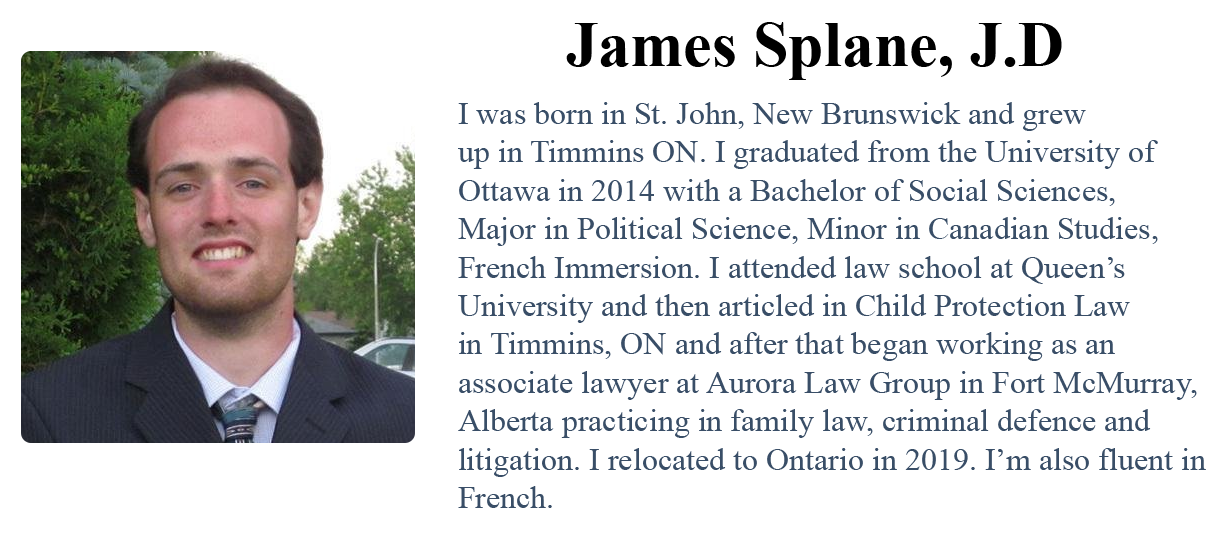 James Splane, J.D
I was born in St. John, New Brunswick and grew
up in Timmins ON. I graduated from the University of
Ottawa in 2014 with a Bachelor of Social Sciences,
Major in Political Science, Minor in Canadian Studies,
French Immersion. I attended law school at Queen’s
University and then articled in Child Protection Law
in Timmins, ON and after that began working as an
associate lawyer at Aurora Law Group in Fort McMurray,
Alberta practicing in family law, criminal defence and
litigation. I relocated to Ontario in 2019. I’m also fluent in
French.